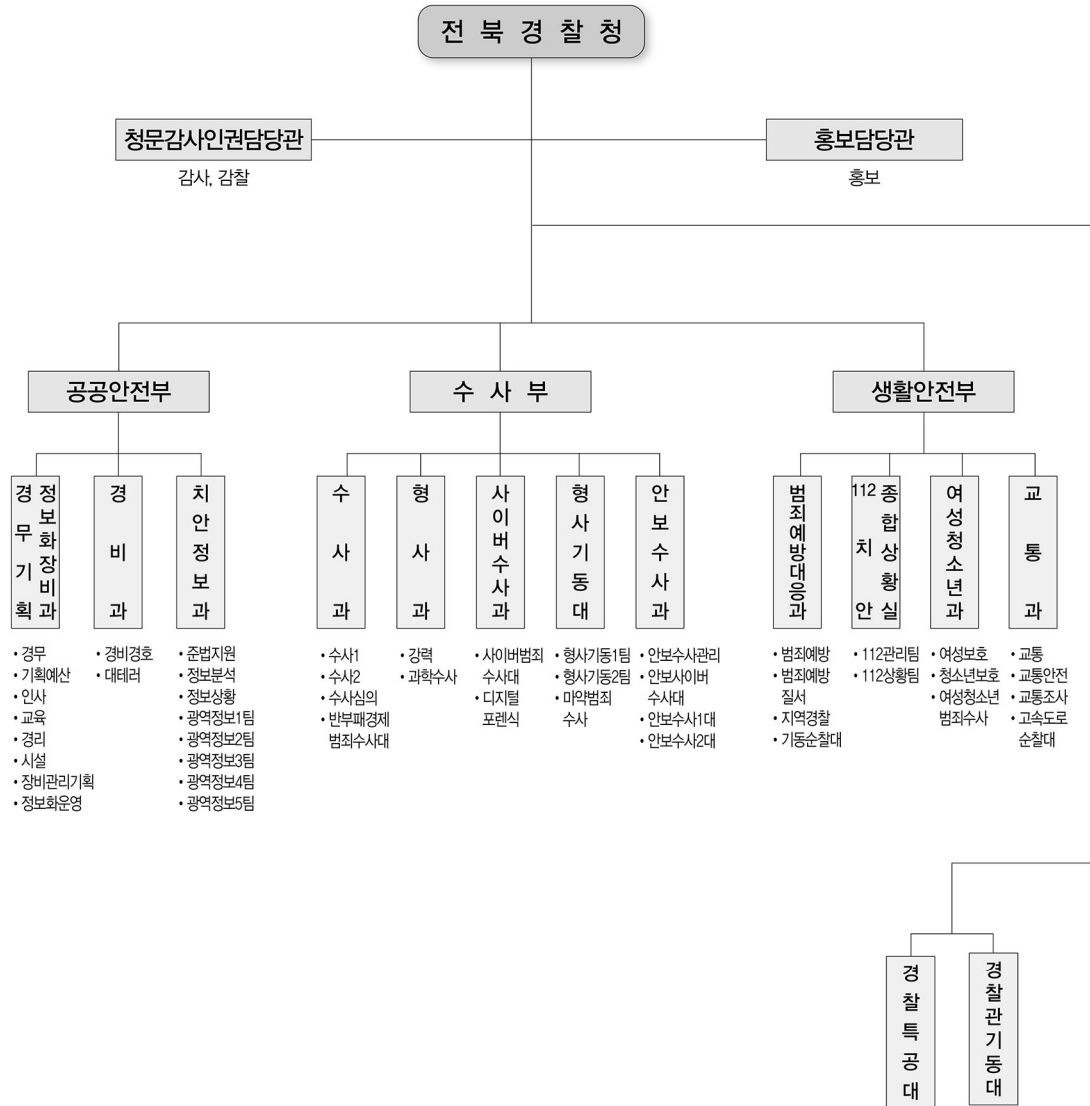 전북경찰청
청문감사인권담당관
감사, 감찰
홍보담당관
홍보
공공안전부
수사부
생활안전부
경무기획
정보화장비과
경비과
치안정보과
수사과
형사과
사이버수사과
형사기동대
안보수사과
범죄예방대응과
112치안
종합상황실
여성청소년과
교통과
• 경무
• 기획예산
• 인사
• 교육
• 경리
• 시설
• 장비관리기획
• 정보화운영
• 경비경호
• 대테러
• 준법지원
• 정보분석
• 정보상황
• 광역정보1팀
• 광역정보2팀
• 광역정보3팀
• 광역정보4팀
• 광역정보5팀
• 수사1
• 수사2
• 수사심의
• 반부패경제
범죄수사대
• 강력
• 과학수사
• 사이버범죄
수사대
• 디지털
포렌식
• 형사기동1팀
• 형사기동2팀
• 마약범죄
수사
• 안보수사관리
• 안보사이버
수사대
• 안보수사1대
• 안보수사2대
• 범죄예방
• 범죄예방
질서
• 지역경찰
• 기동순찰대
• 112관리팀
• 112상황팀
• 여성보호
• 청소년보호
• 여성청소년
범죄수사
• 교통
• 교통안전
• 교통조사
• 고속도로
순찰대
경찰특공대
경찰관기동대